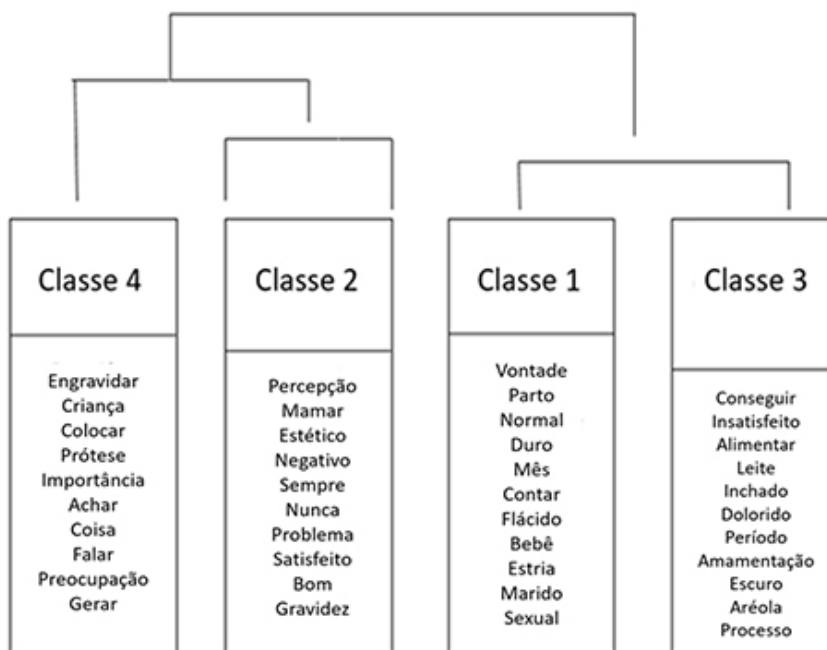 Classe 4
Engravidar
Criança
Colocar
Prótese
Importância
Achar
Coisa
Falar
Preocupação
Gerar
Classe 2
Percepção
Mamar
Estético
Negativo
Sempre
Nunca
Problema
Satisfeito
Bom
Gravidez
Classe 1
Vontade
Parto
Normal
Duro
Mês
Contar
Flácido
Bebê
Estria
Marido
Sexual
Classe 3
Conseguir
Insatisfeito
Alimentar
Leite
Inchado
Dolorido
Período
Amamentação
Escuro
Aréola
Processo